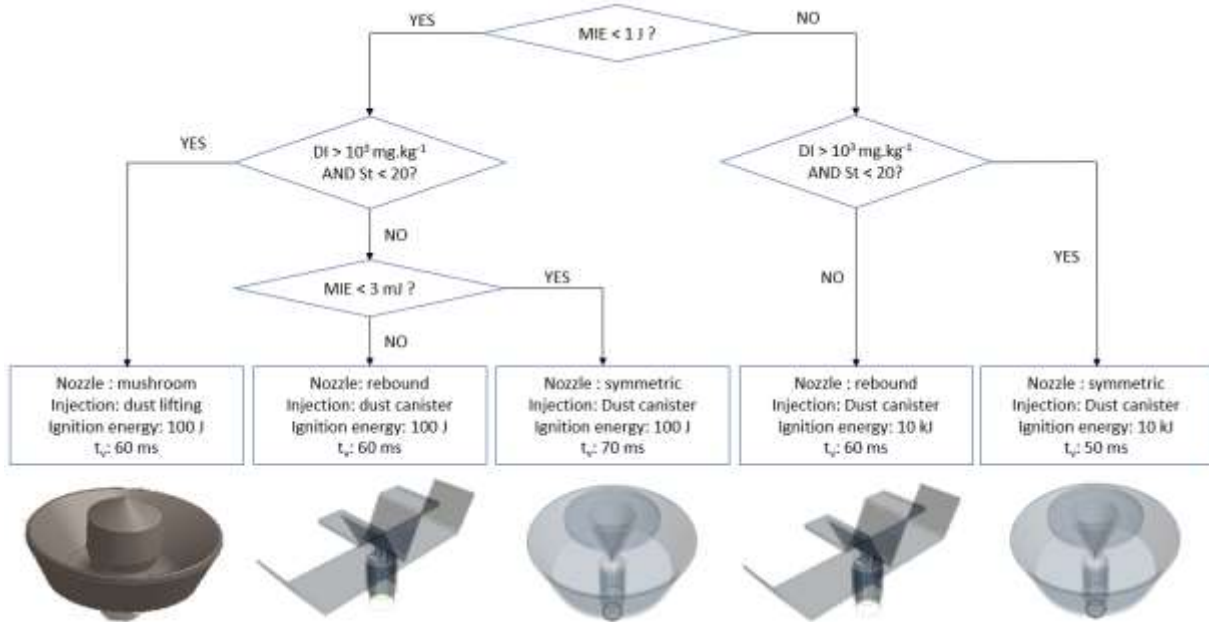 MIE < 1 J ?
YES
NO
DI > 10³ mg.kg⁻¹
AND St < 20?
YES
NO
DI > 10³ mg.kg⁻¹
AND St < 20?
NO
YES
MIE < 3 mJ ?
YES
NO
Nozzle : mushroom
Injection: dust lifting
Ignition energy: 100 J
tᵥ: 60 ms
Nozzle: rebound
Injection: dust canister
Ignition energy: 100 J
tᵥ: 60 ms
Nozzle : symmetric
Injection: Dust canister
Ignition energy: 100 J
tᵥ: 70 ms
Nozzle : rebound
Injection: Dust canister
Ignition energy: 10 kJ
tᵥ: 60 ms
Nozzle : symmetric
Injection: Dust canister
Ignition energy: 10 kJ
tᵥ: 50 ms